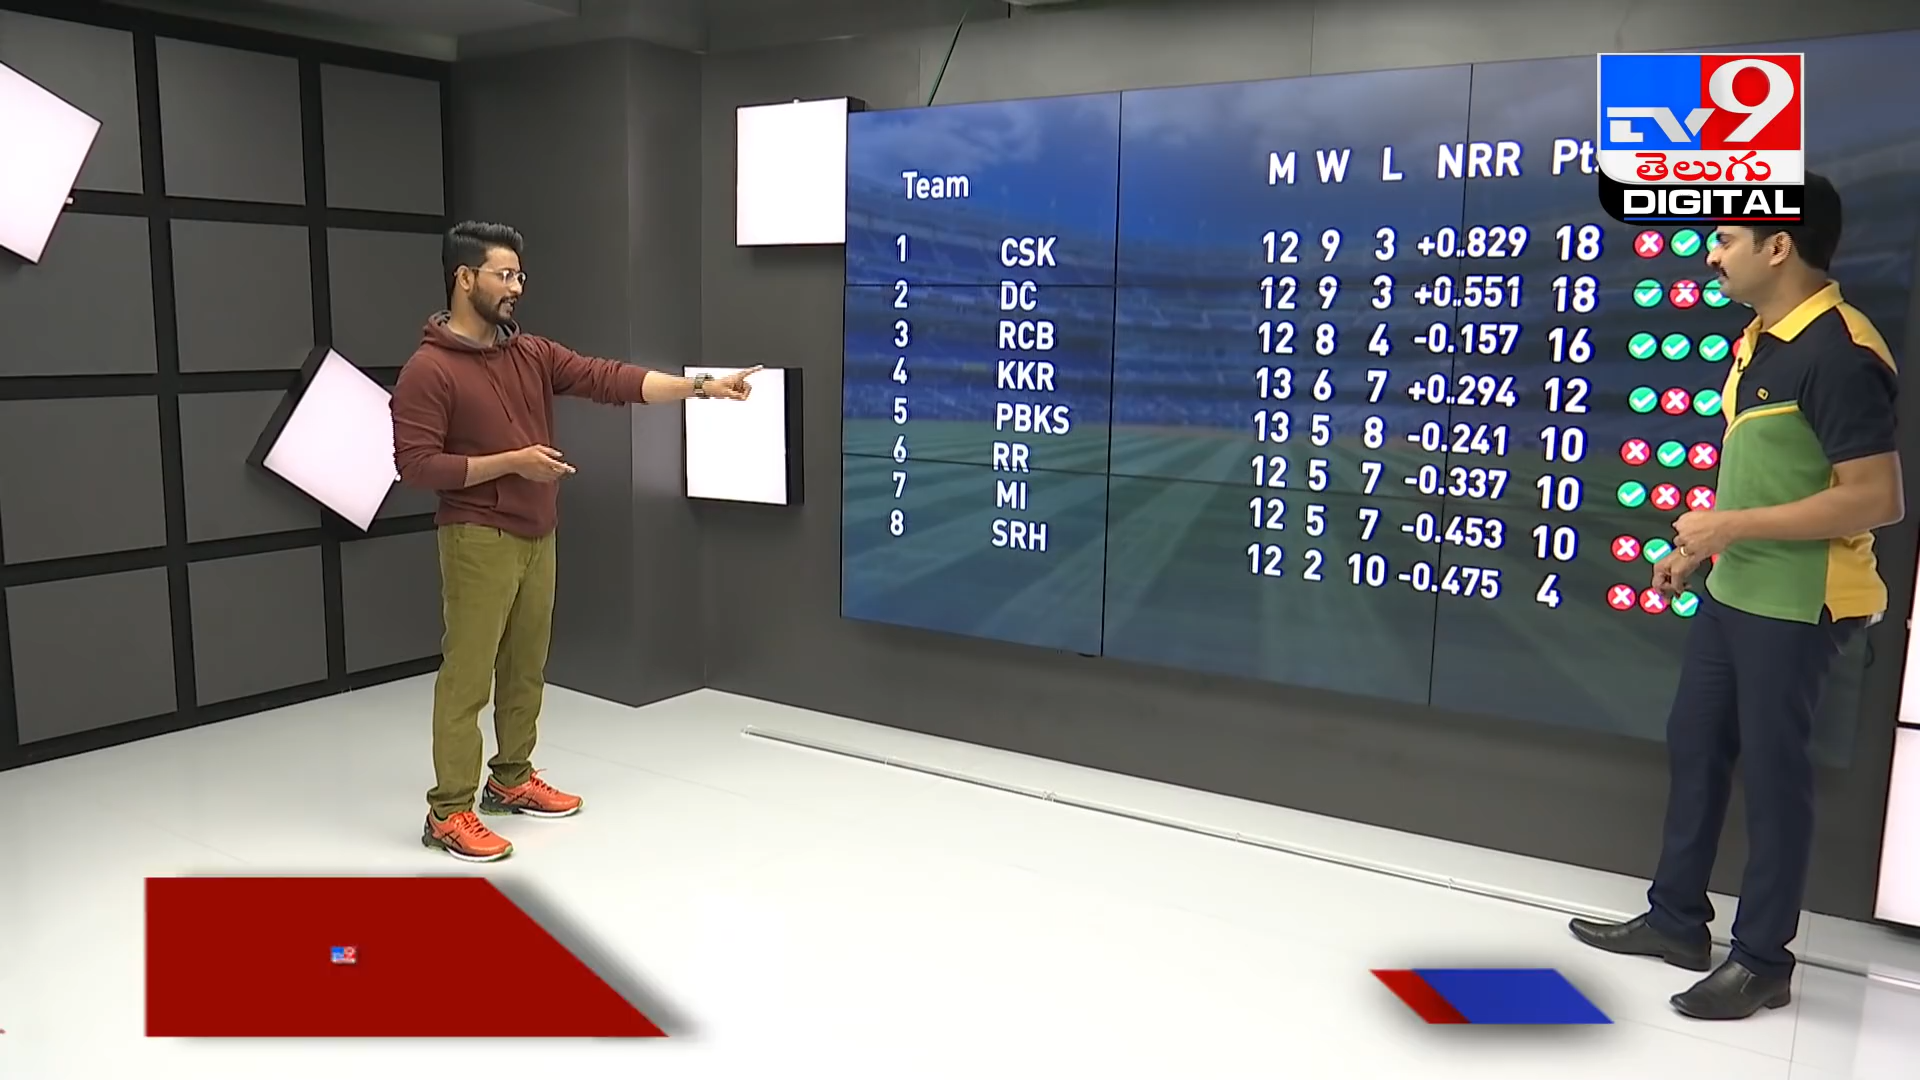 TV9
తెలుగు
DIGITAL
Team M W L NRR
1 CSK 12 9 3 +0.829 18
2 DC 12 9 3 +0.551 18
3 RCB 12 8 4 -0.157 16
4 KKR 13 6 7 +0.294 12
5 PBKS 13 5 8 -0.241 10
6 RR 12 5 7 -0.337 10
7 MI 12 5 7 -0.453 10
8 SRH 12 2 10 -0.475 4
TV9